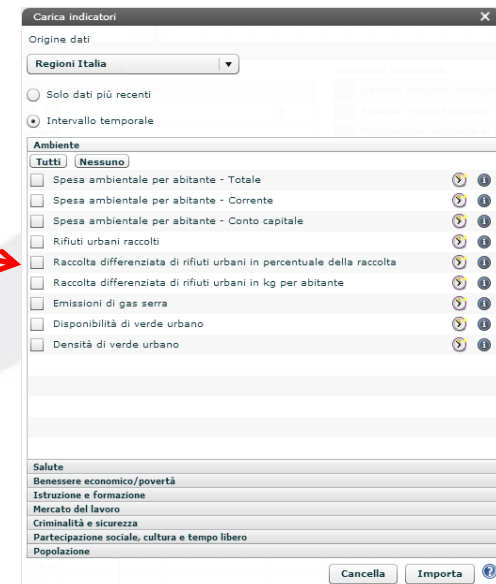 Carica indicatori
Origine dati
Regioni Italia
Solo dati più recenti
Intervallo temporale
Ambiente
Tutti Nessuno
Spesa ambientale per abitante - Totale
Spesa ambientale per abitante - Corrente
Spesa ambientale per abitante - Conto capitale
Rifiuti urbani raccolti
Raccolta differenziata di rifiuti urbani in percentuale della raccolta
Raccolta differenziata di rifiuti urbani in kg per abitante
Emissioni di gas serra
Disponibilità di verde urbano
Densità di verde urbano
Salute
Benessere economico/povertà
Istruzione e formazione
Mercato del lavoro
Criminalità e sicurezza
Partecipazione sociale, cultura e tempo libero
Popolazione
Cancella Importa ?